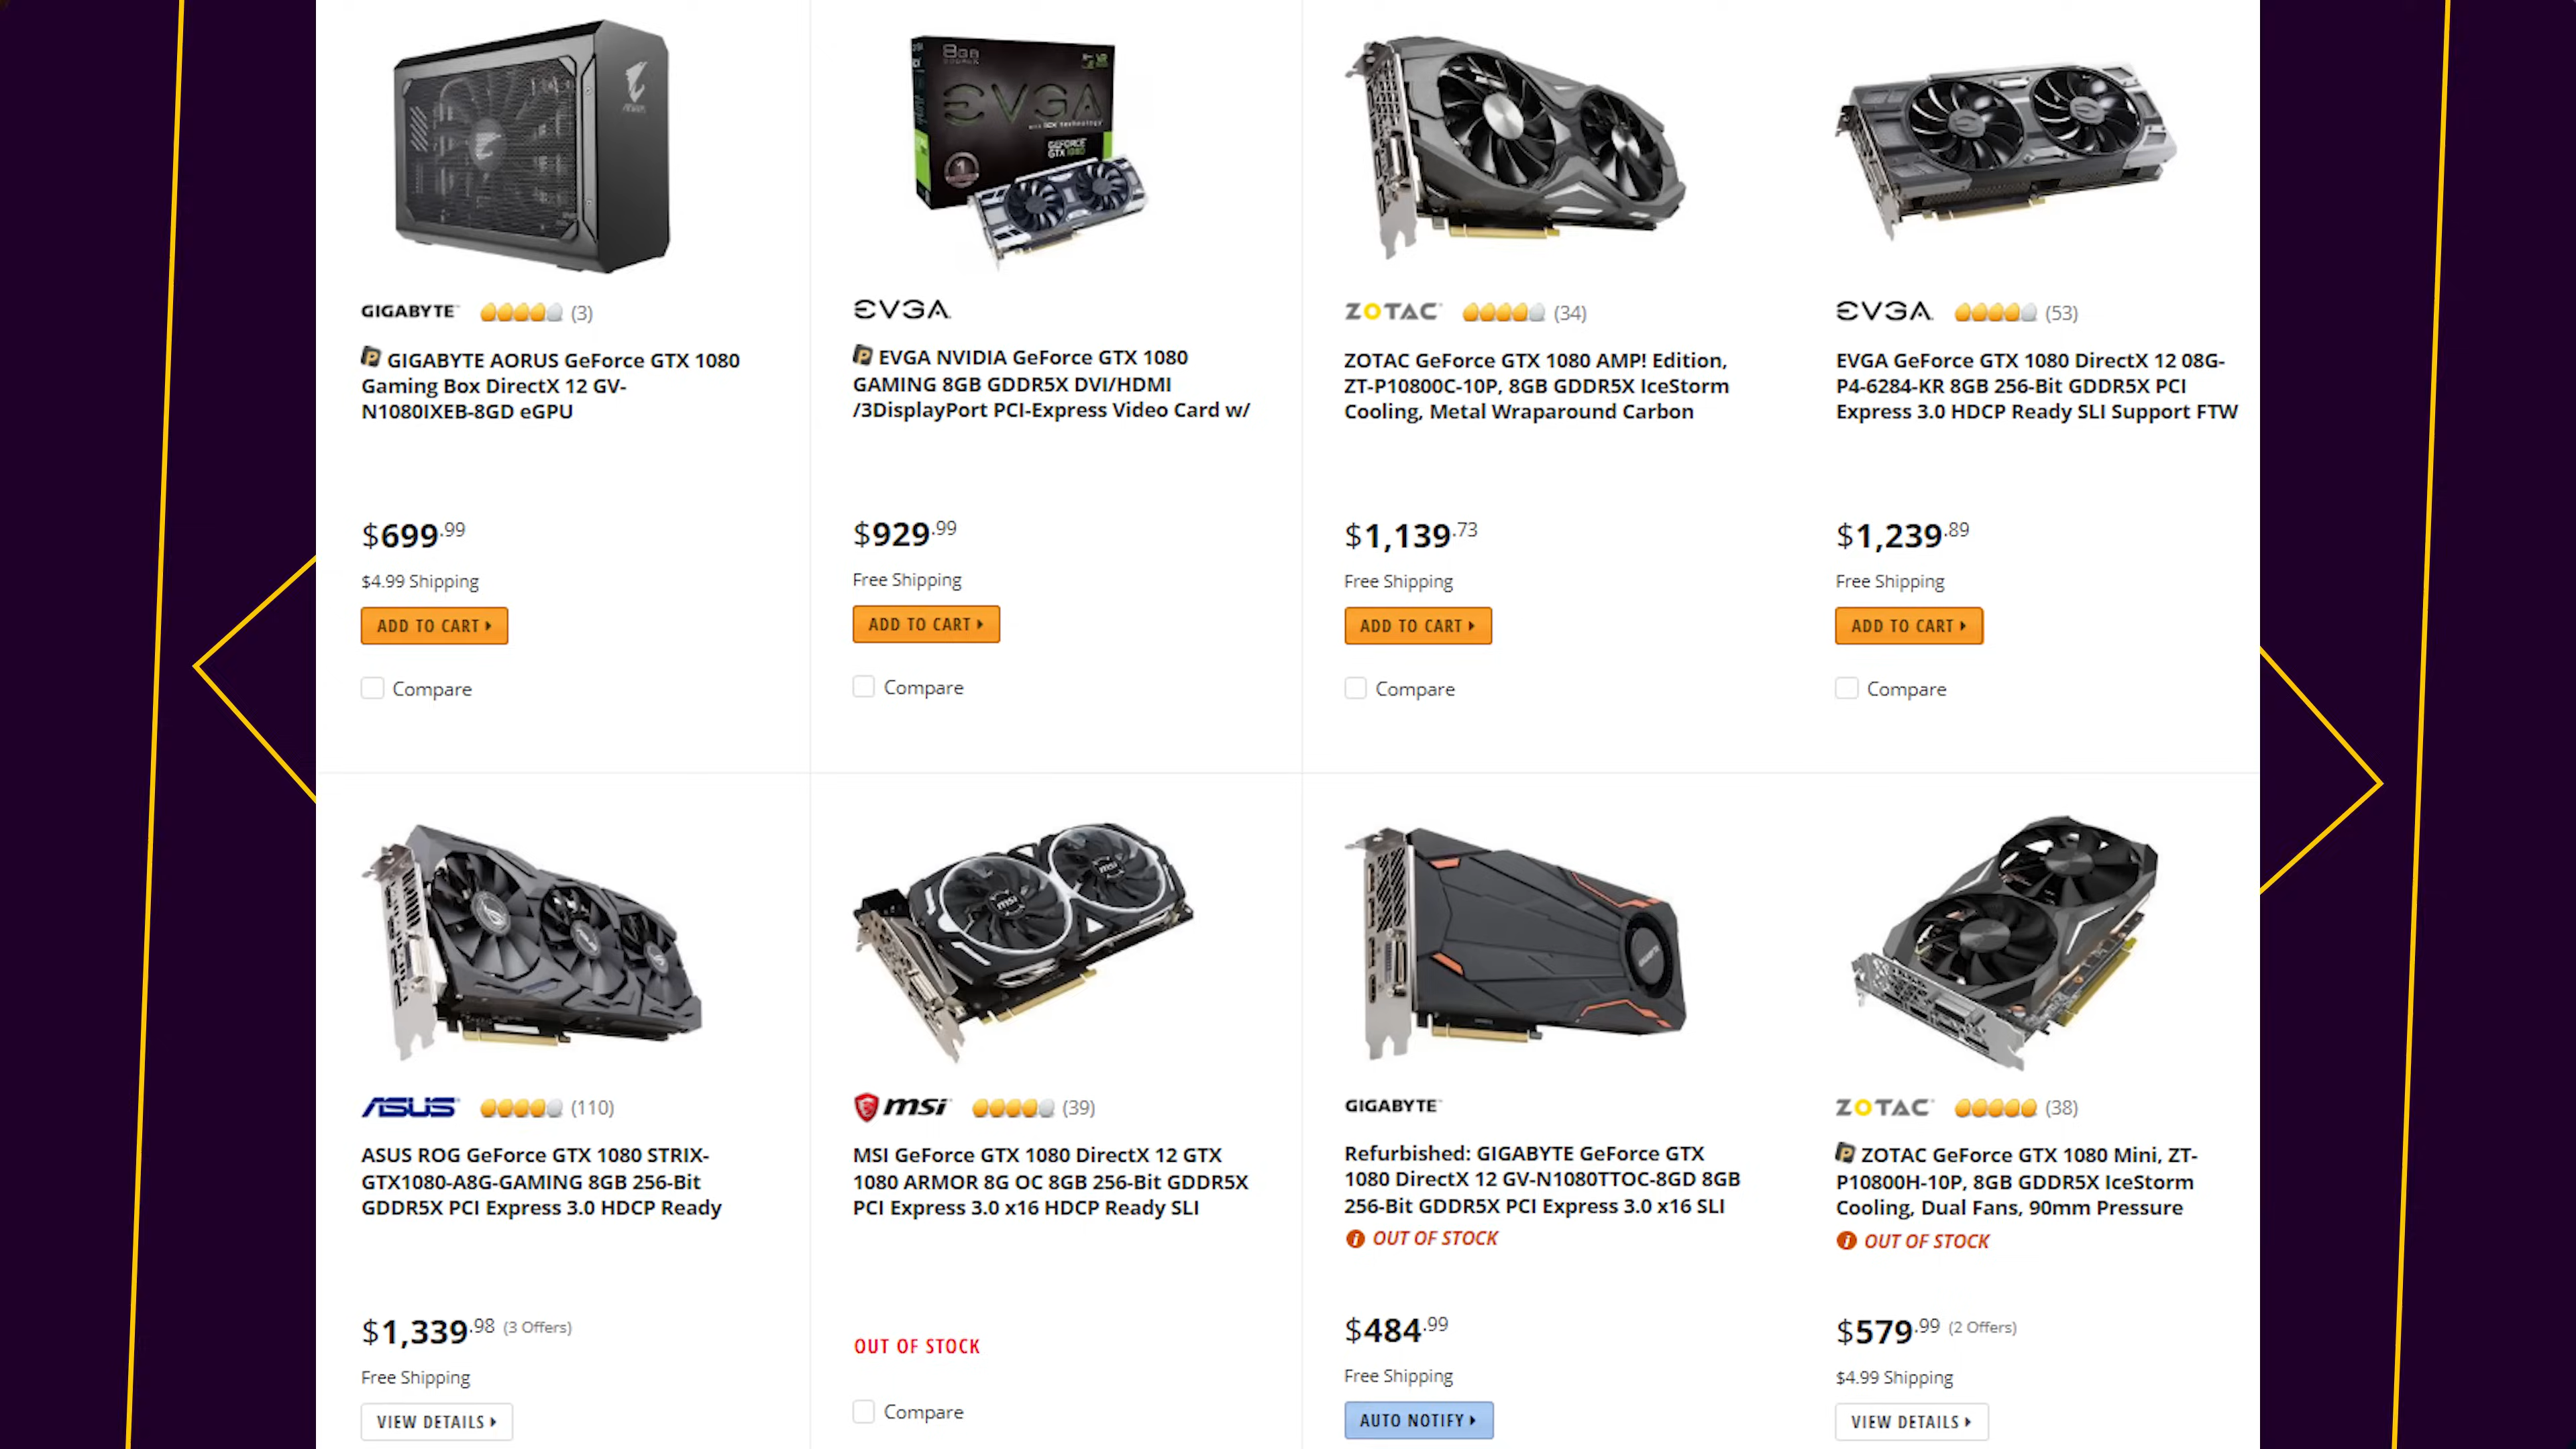 8GB
EVGA
GEFORCE
GTX 1080
GIGABYTE (3)
GIGABYTE AORUS GeForce GTX 1080
Gaming Box DirectX 12 GV-
N1080IXEB-8GD eGPU
$699.99
$4.99 Shipping
ADD TO CART
Compare
EVGA
EVGA NVIDIA GeForce GTX 1080
GAMING 8GB GDDR5X DVI/HDMI
/3DisplayPort PCI-Express Video Card w/
$929.99
Free Shipping
ADD TO CART
Compare
ZOTAC (34)
ZOTAC GeForce GTX 1080 AMP! Edition,
ZT-P10800C-10P, 8GB GDDR5X IceStorm
Cooling, Metal Wraparound Carbon
$1,139.73
Free Shipping
ADD TO CART
Compare
EVGA (53)
EVGA GeForce GTX 1080 DirectX 12 08G-
P4-6284-KR 8GB 256-Bit GDDR5X PCI
Express 3.0 HDCP Ready SLI Support FTW
$1,239.89
Free Shipping
ADD TO CART
Compare
ASUS (110)
ASUS ROG GeForce GTX 1080 STRIX-
GTX1080-A8G-GAMING 8GB 256-Bit
GDDR5X PCI Express 3.0 HDCP Ready
$1,339.98 (3 Offers)
Free Shipping
VIEW DETAILS
msi
msi
msi (39)
MSI GeForce GTX 1080 DirectX 12 GTX
1080 ARMOR 8G OC 8GB 256-Bit GDDR5X
PCI Express 3.0 x16 HDCP Ready SLI
OUT OF STOCK
Compare
GIGABYTE
Refurbished: GIGABYTE GeForce GTX
1080 DirectX 12 GV-N1080TTOC-8GD 8GB
256-Bit GDDR5X PCI Express 3.0 x16 SLI
OUT OF STOCK
$484.99
Free Shipping
AUTO NOTIFY
ZOTAC (38)
ZOTAC GeForce GTX 1080 Mini, ZT-
P10800H-10P, 8GB GDDR5X IceStorm
Cooling, Dual Fans, 90mm Pressure
OUT OF STOCK
$579.99 (2 Offers)
$4.99 Shipping
VIEW DETAILS